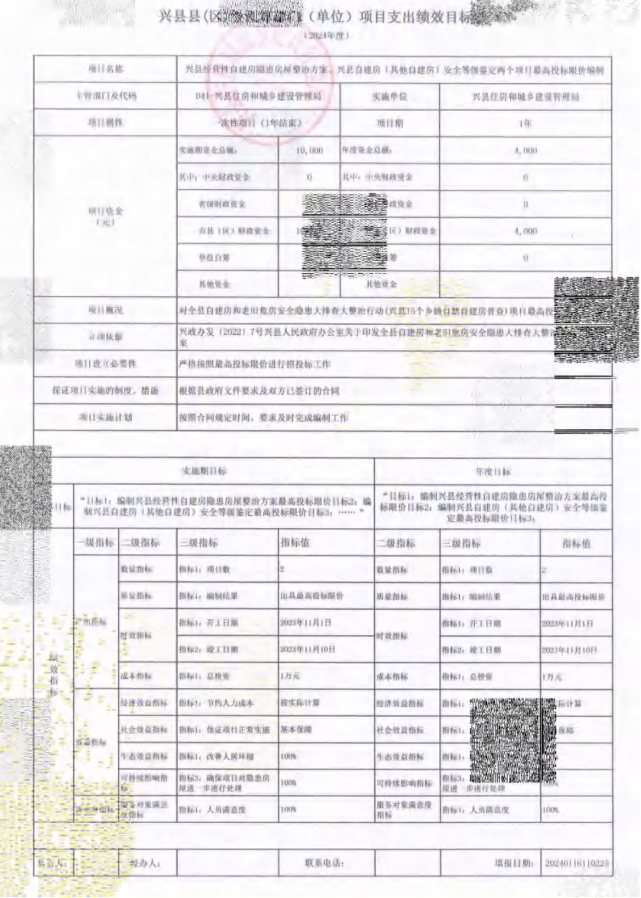 兴县县(区)（单位）项目支出绩效目标
（2024年度）
项目名称 兴县经营性自建房隐患房屋整治方案、兴县自建房（其他自建房）安全等级鉴定两个项目最高投标限价编制
主管部门及代码 041-兴县住房和城乡建设管理局 实施单位 兴县住房和城乡建设管理局
项目属性 一次性项目（1年结束） 项目期 1年
项目资金（元） 实施期资金总额： 10,000 年度资金总额： 4,000
其中：中央财政资金 0 其中：中央财政资金 0
省级财政资金 政资金 0
市县（区）财政资金 区）财政资金 4,000
单位自筹 筹 0
其他资金 其他资金
项目概况 对全县自建房和老旧危房安全隐患大排查大整治行动(兴县15个乡镇自建房普查)项目最高投
立项依据 兴政办发〔2022〕7号兴县人民政府办公室关于印发全县自建房和老旧危房安全隐患大排查大整
案
项目设立必要性 严格按照最高投标限价进行招投标工作
保证项目实施的制度、措施 根据县政府文件要求及双方已签订的合同
项目实施计划 按照合同规定时间、要求及时完成编制工作
实施期目标 年度目标
目标 “目标1：编制兴县经营性自建房隐患房屋整治方案最高投标限价目标2：编制兴县自建房（其他自建房）安全等级鉴定最高投标限价目标3：……” “目标1：编制兴县经营性自建房隐患房屋整治方案最高投标限价目标2：编制兴县自建房（其他自建房）安全等级鉴定最高投标限价目标3：
一级指标 二级指标 三级指标 指标值 二级指标 三级指标 指标值
绩效指标
产出指标 数量指标 指标1：项目数 2 数量指标 指标1：项目数 2
质量指标 指标1：编制结果 出具最高投标限价 质量指标 指标1：编制结果 出具最高投标限价
时效指标 指标1：开工日期 2023年11月1日 时效指标 指标1：开工日期 2023年11月1日
指标2：竣工日期 2023年11月10日 指标2：竣工日期 2023年11月10日
成本指标 指标1：总投资 1万元 成本指标 指标1：总投资 1万元
效益指标 经济效益指标 指标1：节约人力成本 按实际计算 经济效益指标 指标1： 实际计算
社会效益指标 指标1：保证项目正常实施 基本保障 社会效益指标 指标1： 保障
生态效益指标 指标1：改善人居环境 100% 生态效益指标 指标1：
可持续影响指标 指标3：确保项目对隐患房屋进一步进行处理 100% 可持续影响指标 指标3： 屋进一步进行处理 100%
满意度指标 服务对象满意度指标 指标1：人员满意度 100% 服务对象满意度指标 指标1：人员满意度 100%
负责人： 经办人： 联系电话： 填报日期： 20240116110225